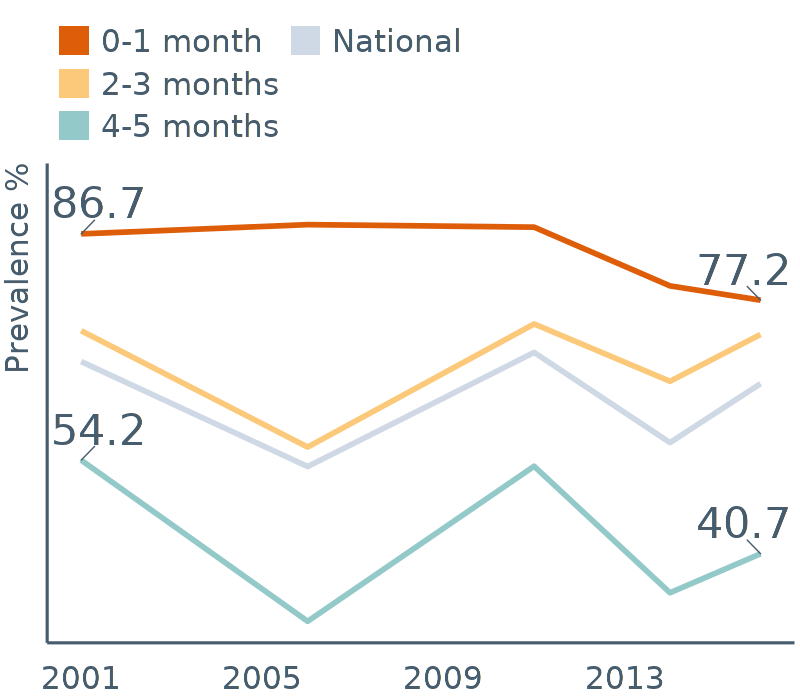 0-1 month
National
2-3 months
4-5 months
Prevalence %
86.7
77.2
54.2
40.7
2001 2005 2009 2013